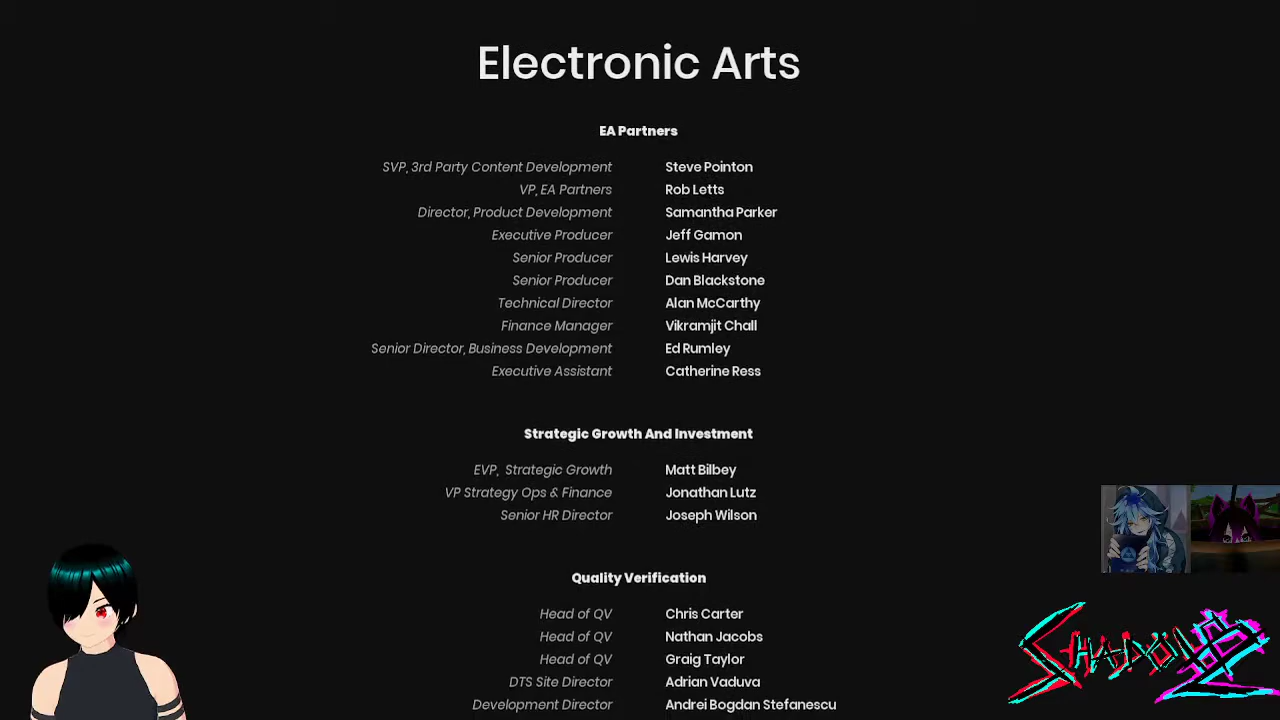 Electronic Arts
EA Partners
SVP, 3rd Party Content Development Steve Pointon
VP, EA Partners Rob Letts
Director, Product Development Samantha Parker
Executive Producer Jeff Gamon
Senior Producer Lewis Harvey
Senior Producer Dan Blackstone
Technical Director Alan McCarthy
Finance Manager Vikramjit Chall
Senior Director, Business Development Ed Rumley
Executive Assistant Catherine Ress
Strategic Growth And Investment
EVP, Strategic Growth Matt Bilbey
VP Strategy Ops & Finance Jonathan Lutz
Senior HR Director Joseph Wilson
Quality Verification
Head of QV Chris Carter
Head of QV Nathan Jacobs
Head of QV Graig Taylor
DTS Site Director Adrian Vaduva
Development Director Andrei Bogdan Stefanescu